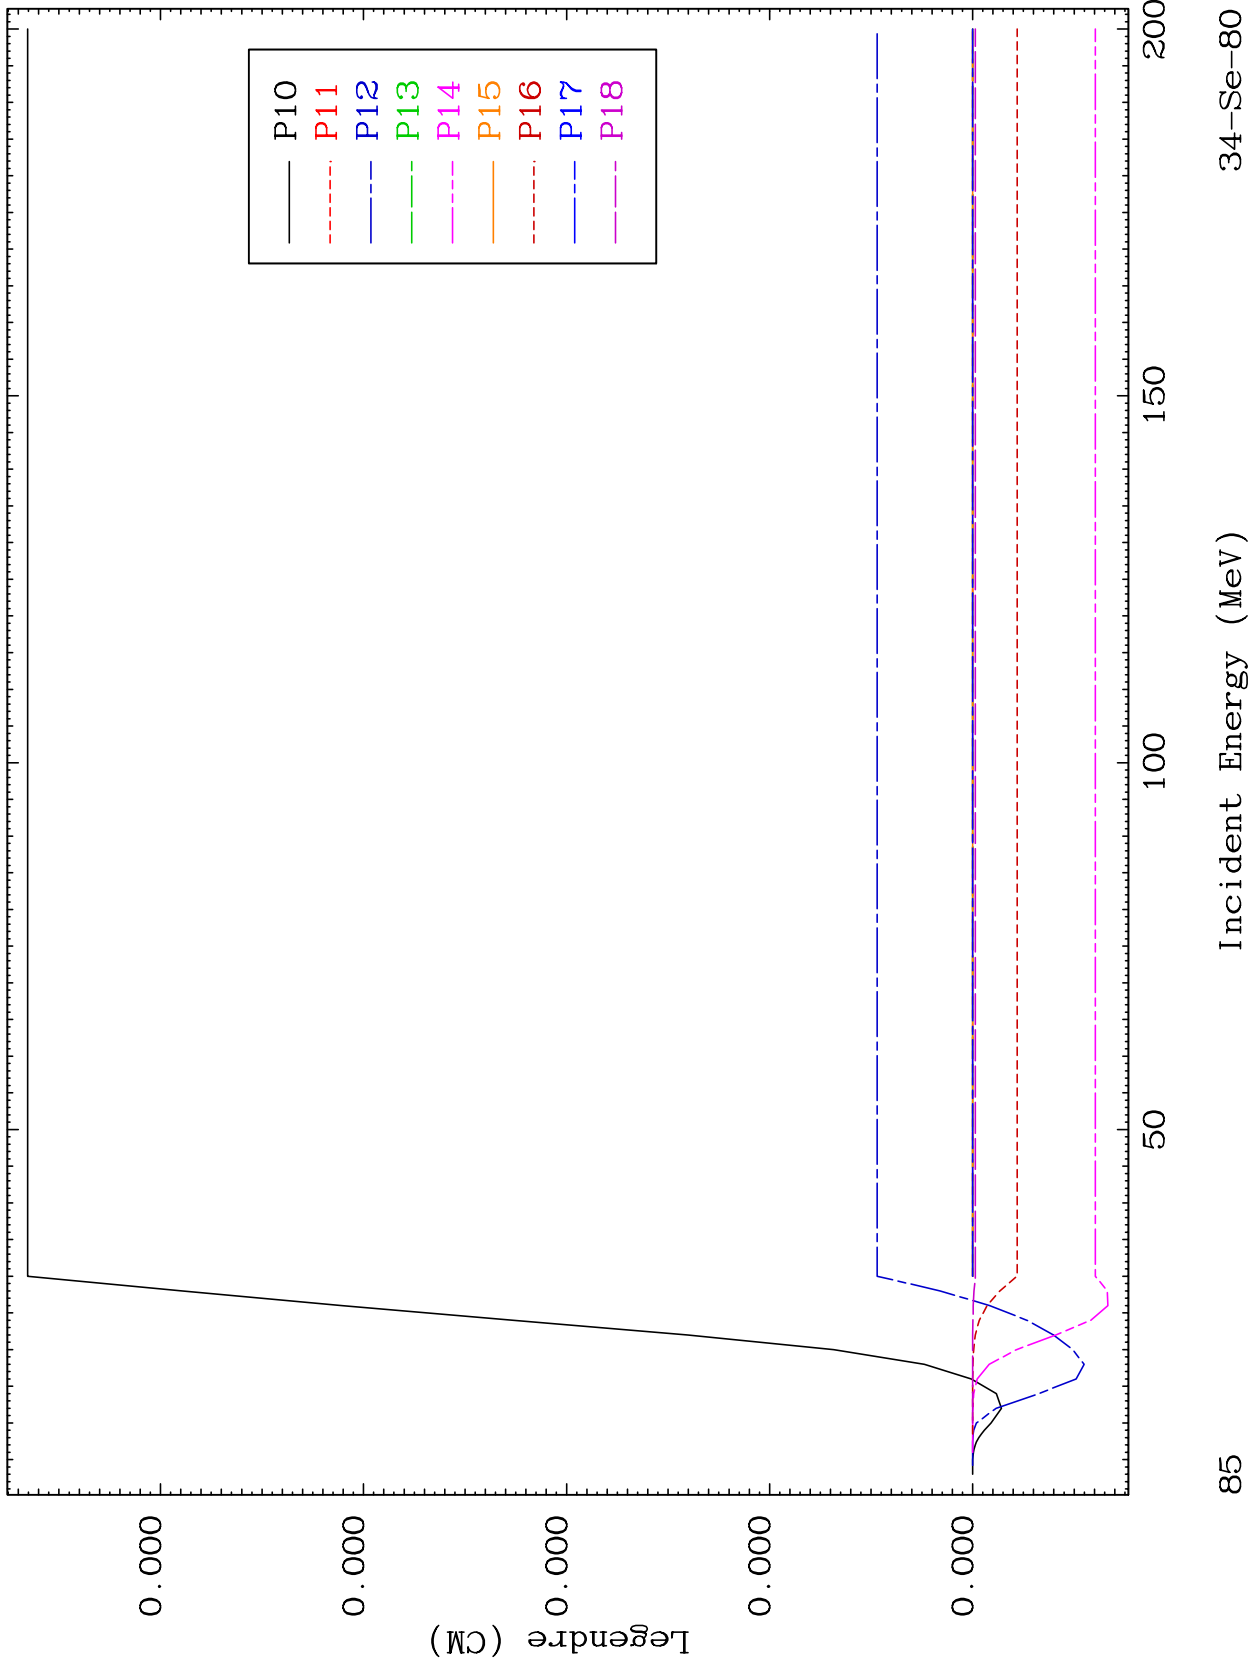 Legendre (CM)
0.000
0.000
0.000
0.000
0.000
P10
P11
P12
P13
P14
P15
P16
P17
P18
50
100
150
200
Incident Energy (MeV)
85
34-Se-80